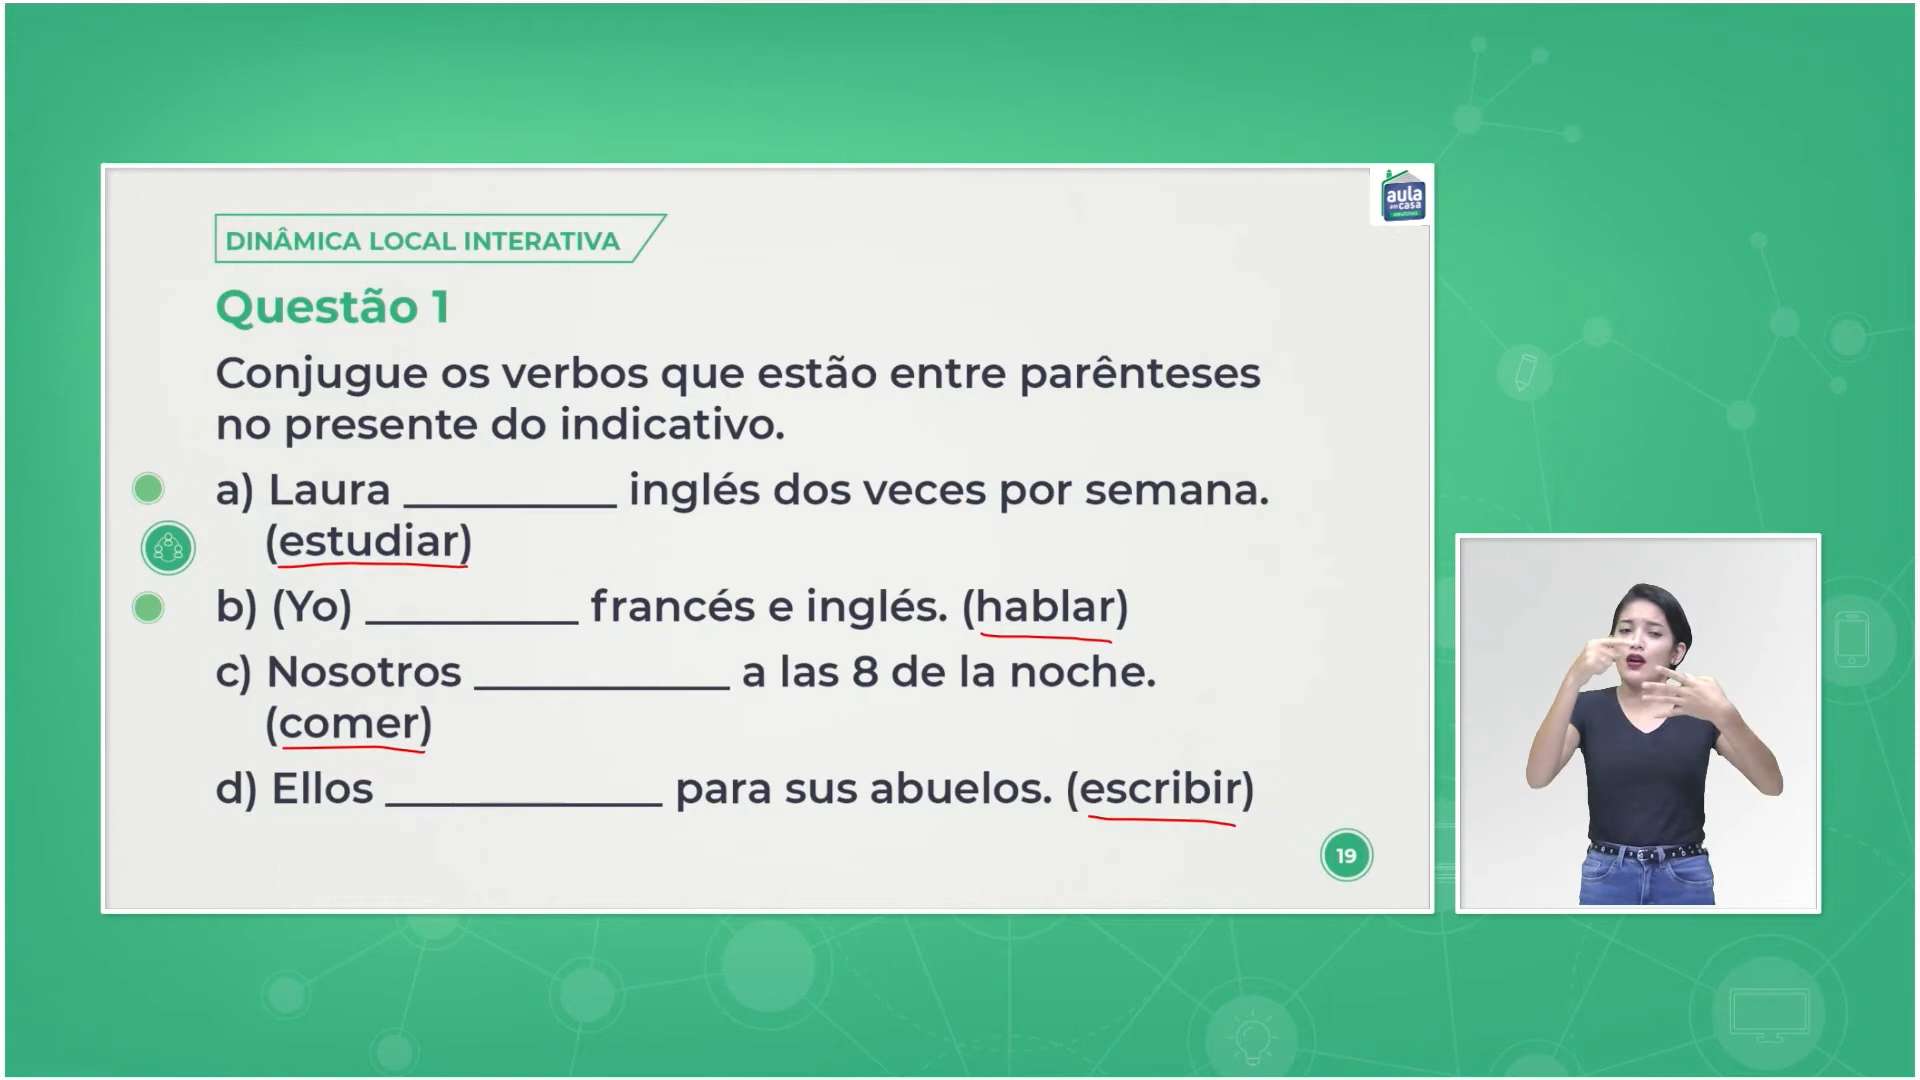 aula
em casa
DINÂMICA LOCAL INTERATIVA
Questão 1
Conjugue os verbos que estão entre parênteses
no presente do indicativo.
a) Laura __________ inglés dos veces por semana.
(estudiar)
b) (Yo) __________ francés e inglés. (hablar)
c) Nosotros ____________ a las 8 de la noche.
(comer)
d) Ellos _____________ para sus abuelos. (escribir)
19